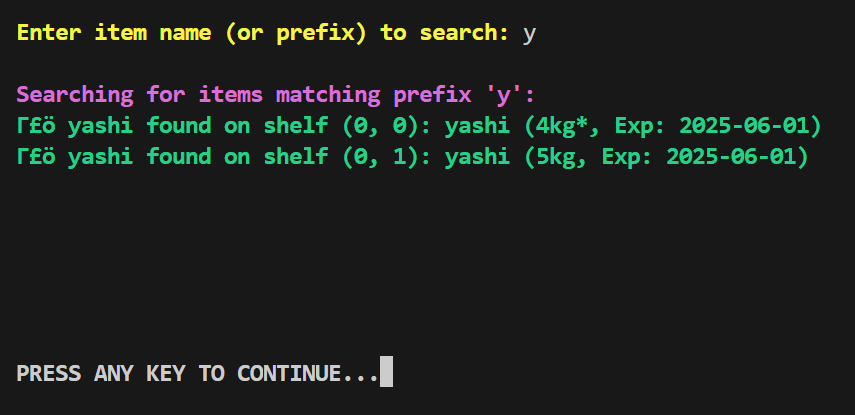 Enter item name (or prefix) to search: y
Searching for items matching prefix 'y':
Γ£ö yashi found on shelf (0, 0): yashi (4kg*, Exp: 2025-06-01)
Γ£ö yashi found on shelf (0, 1): yashi (5kg, Exp: 2025-06-01)
PRESS ANY KEY TO CONTINUE...